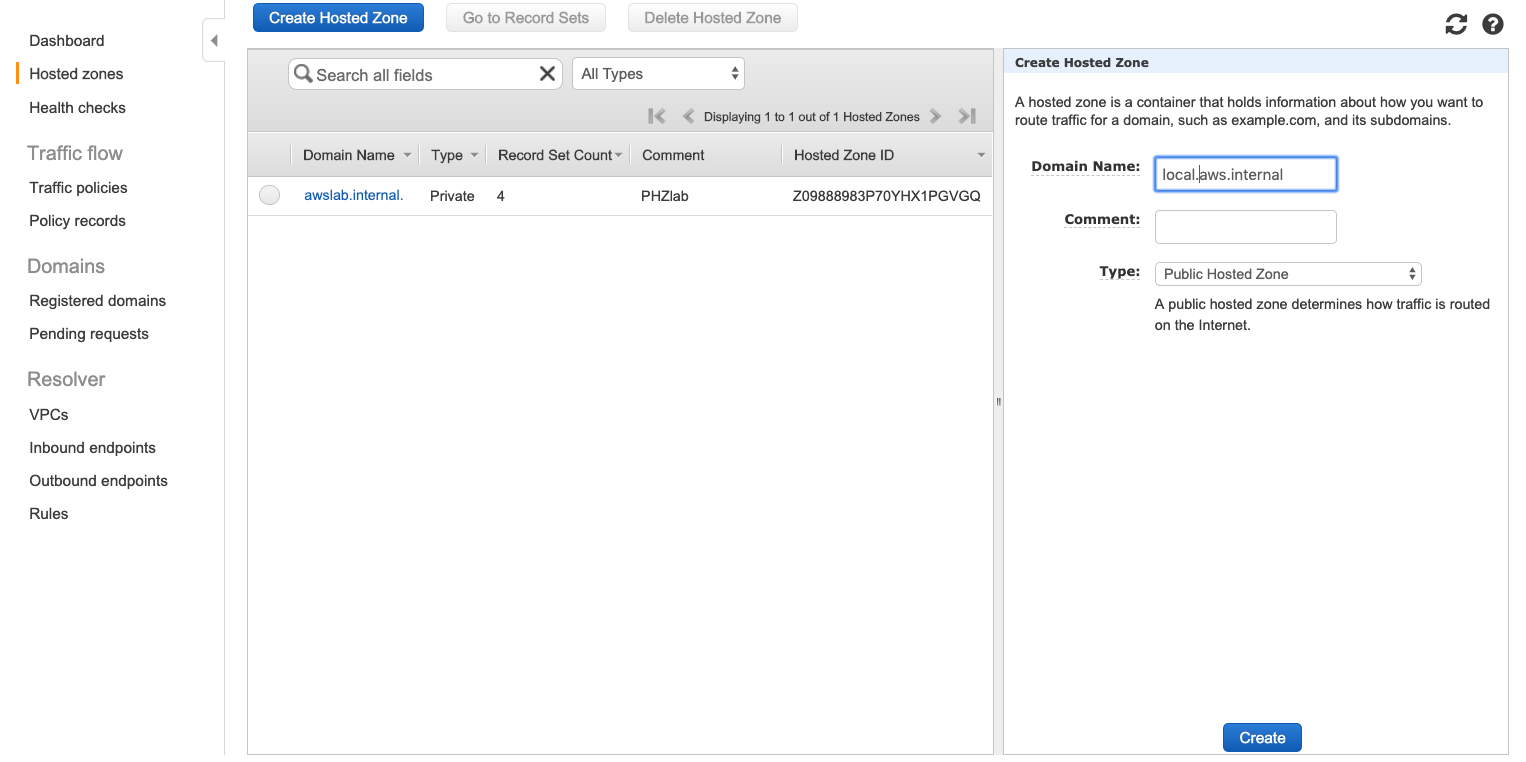 Dashboard
Hosted zones
Health checks
Traffic flow
Traffic policies
Policy records
Domains
Registered domains
Pending requests
Resolver
VPCs
Inbound endpoints
Outbound endpoints
Rules
Create Hosted Zone Go to Record Sets Delete Hosted Zone
Search all fields All Types
Displaying 1 to 1 out of 1 Hosted Zones
Domain Name Type Record Set Count Comment Hosted Zone ID
awslab.internal. Private 4 PHZlab Z09888983P70YHX1PGVGQ
Create Hosted Zone
A hosted zone is a container that holds information about how you want to
route traffic for a domain, such as example.com, and its subdomains.
Domain Name: local.aws.internal
Comment:
Type: Public Hosted Zone
A public hosted zone determines how traffic is routed
on the Internet.
Create